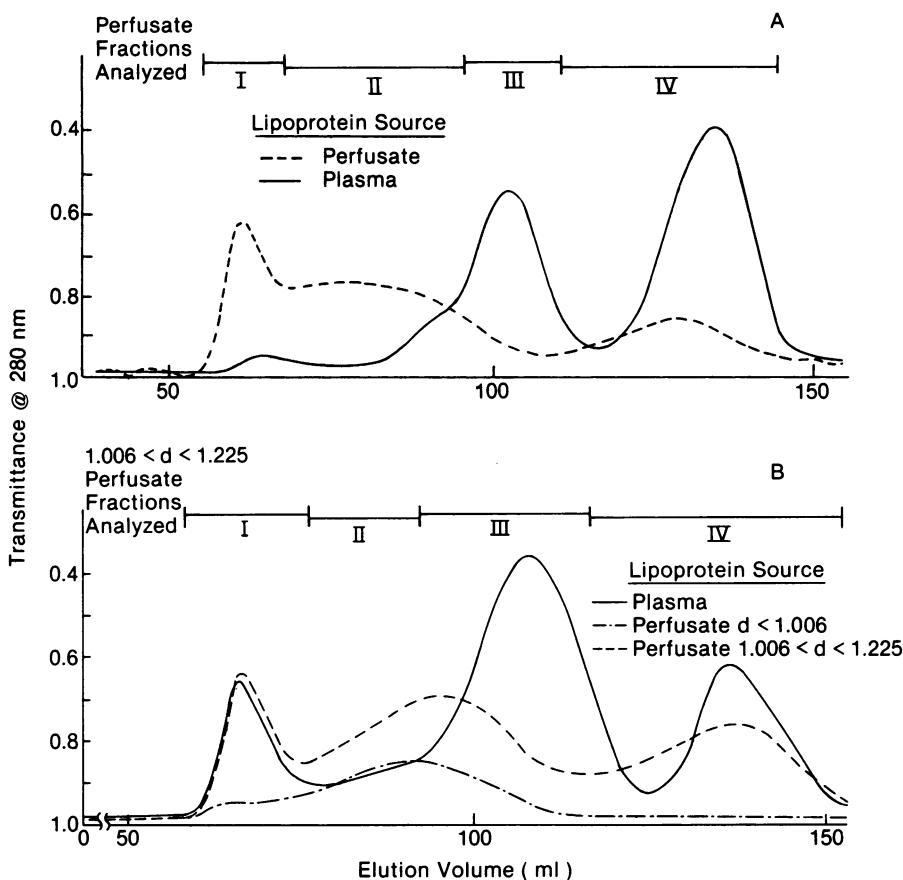 Perfusate
Fractions
Analyzed
A
I
II
III
IV
Lipoprotein Source
Perfusate
Plasma
0.4
0.6
0.8
1.0
50
100
150
Transmittance @ 280 nm
1.006 < d < 1.225
Perfusate
Fractions
Analyzed
B
I
II
III
IV
Lipoprotein Source
Plasma
Perfusate d < 1.006
Perfusate 1.006 < d < 1.225
0.4
0.6
0.8
1.0
0
50
100
150
Elution Volume ( ml )